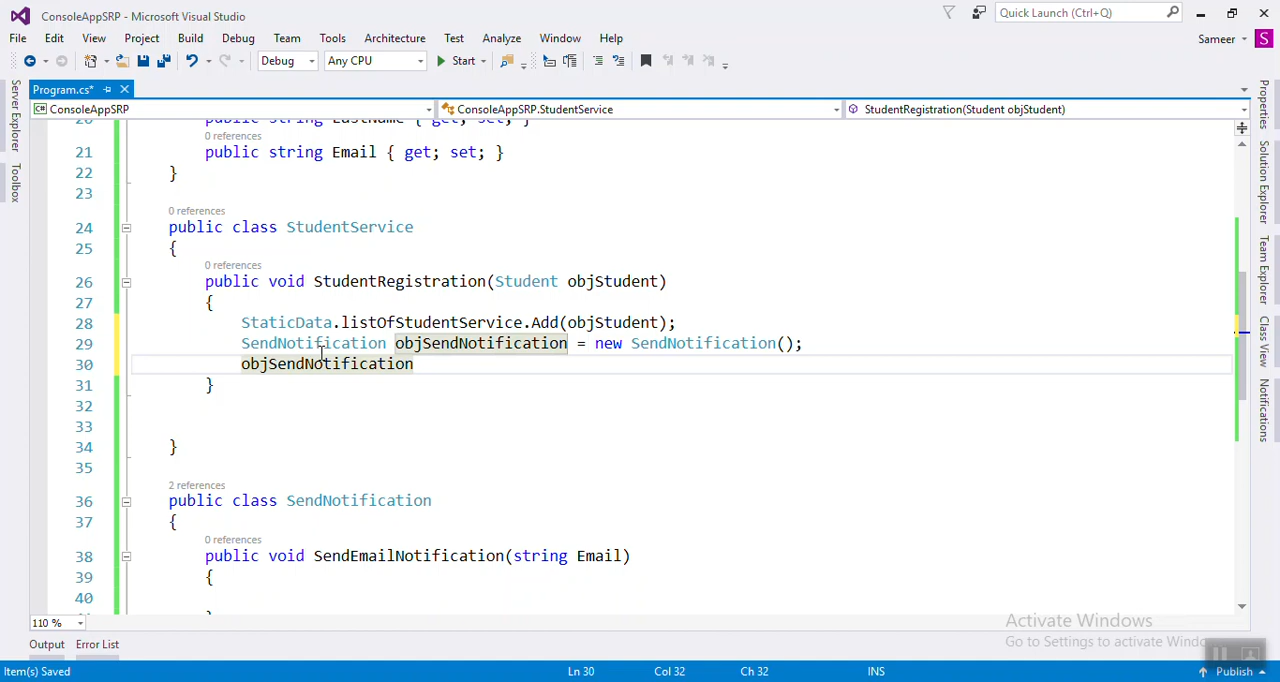 ConsoleAppSRP - Microsoft Visual Studio
Quick Launch (Ctrl+Q)
File Edit View Project Build Debug Team Tools Architecture Test Analyze Window Help
Sameer S
Debug Any CPU Start
Program.cs*
C# ConsoleAppSRP ConsoleAppSRP.StudentService StudentRegistration(Student objStudent)
Server Explorer
Toolbox
Properties
Solution Explorer
Team Explorer
Class View
Notifications
20 public string LastName { get; set; }
0 references
21 public string Email { get; set; }
22 }
23
0 references
24 public class StudentService
25 {
0 references
26 public void StudentRegistration(Student objStudent)
27 {
28 StaticData.listOfStudentService.Add(objStudent);
29 SendNotification objSendNotification = new SendNotification();
30 objSendNotification
31 }
32
33
34 }
35
2 references
36 public class SendNotification
37 {
0 references
38 public void SendEmailNotification(string Email)
39 {
40
110 %
Activate Windows
Go to Settings to activate Windo
Output Error List
Item(s) Saved Ln 30 Col 32 Ch 32 INS Publish